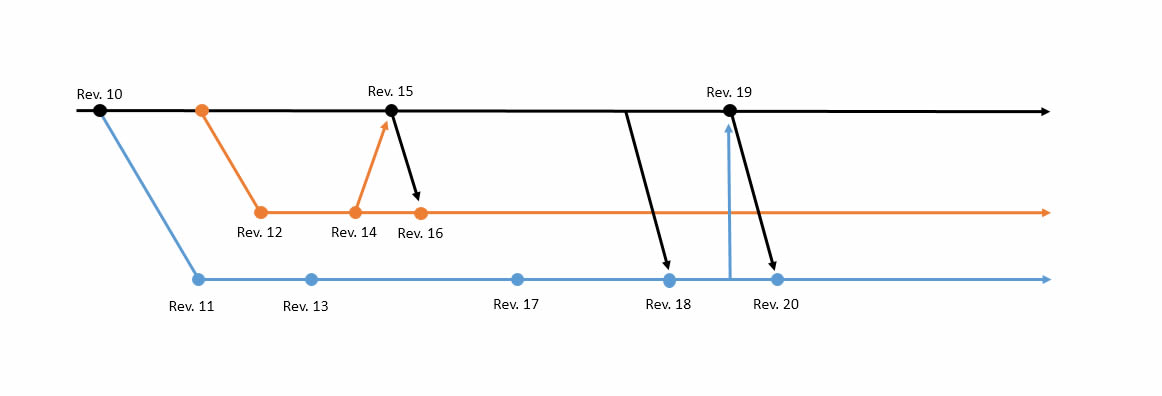 Rev. 10
Rev. 15
Rev. 19
Rev. 12
Rev. 14
Rev. 16
Rev. 11
Rev. 13
Rev. 17
Rev. 18
Rev. 20